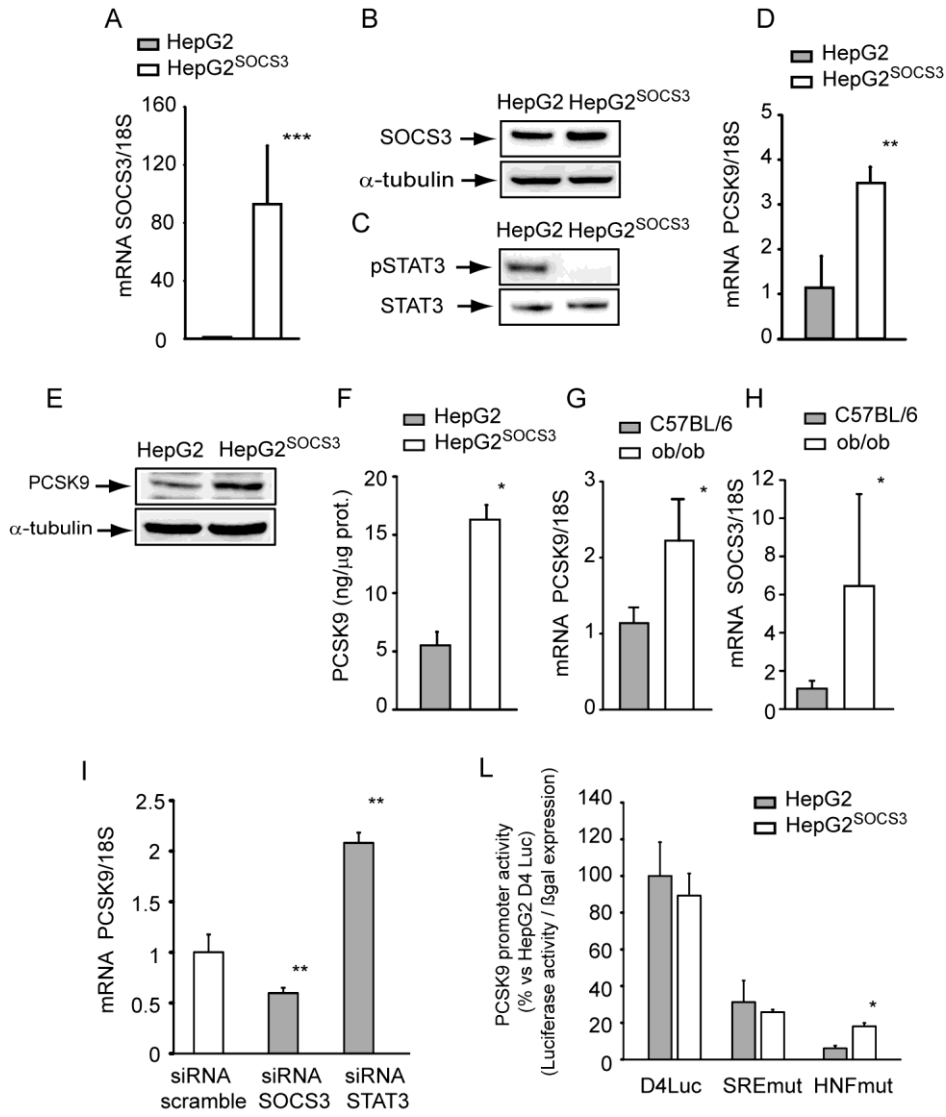 A
HepG2
HepG2SOCS3
mRNA SOCS3/18S
160
120
80
40
0
***
B
HepG2 HepG2SOCS3
SOCS3
α-tubulin
C
HepG2 HepG2SOCS3
pSTAT3
STAT3
D
HepG2
HepG2SOCS3
mRNA PCSK9/18S
5
4
3
2
1
0
**
E
HepG2 HepG2SOCS3
PCSK9
α-tubulin
F
HepG2
HepG2SOCS3
PCSK9 (ng/µg prot.)
20
15
10
5
0
*
G
C57BL/6
ob/ob
mRNA PCSK9/18S
3
2
1
0
*
H
C57BL/6
ob/ob
mRNA SOCS3/18S
12
10
8
6
4
2
0
*
I
mRNA PCSK9/18S
2.5
2
1.5
1
0.5
0
**
**
siRNA siRNA siRNA
scramble SOCS3 STAT3
L
HepG2
HepG2SOCS3
PCSK9 promoter activity
(% vs HepG2 D4 Luc)
(Luciferase activity / ßgal expression)
140
120
100
80
60
40
20
0
*
D4Luc SREmut HNFmut